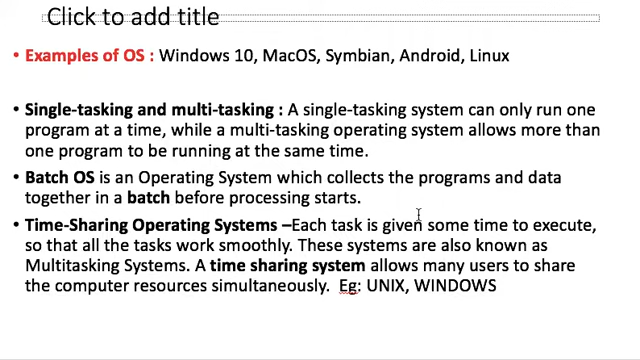 Click to add title
• Examples of OS : Windows 10, MacOS, Symbian, Android, Linux
• Single-tasking and multi-tasking : A single-tasking system can only run one
program at a time, while a multi-tasking operating system allows more than
one program to be running at the same time.
• Batch OS is an Operating System which collects the programs and data
together in a batch before processing starts.
• Time-Sharing Operating Systems –Each task is given some time to execute,
so that all the tasks work smoothly. These systems are also known as
Multitasking Systems. A time sharing system allows many users to share
the computer resources simultaneously. Eg: UNIX, WINDOWS